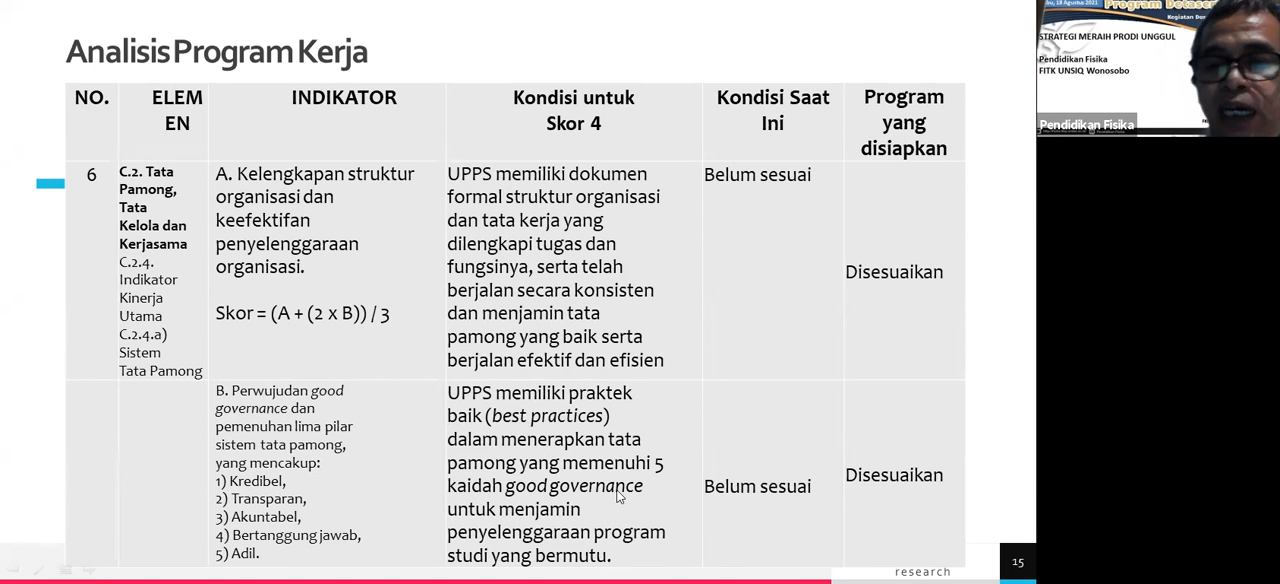 Analisis Program Kerja
NO.
ELEM
EN
INDIKATOR
Kondisi untuk
Skor 4
Kondisi Saat
Ini
Program
yang
disiapkan
6
C.2. Tata
Pamong,
Tata
Kelola dan
Kerjasama
C.2.4.
Indikator
Kinerja
Utama
C.2.4.a)
Sistem
Tata Pamong
A. Kelengkapan struktur
organisasi dan
keefektifan
penyelenggaraan
organisasi.
Skor = (A + (2 x B)) / 3
UPPS memiliki dokumen
formal struktur organisasi
dan tata kerja yang
dilengkapi tugas dan
fungsinya, serta telah
berjalan secara konsisten
dan menjamin tata
pamong yang baik serta
berjalan efektif dan efisien
Belum sesuai
Disesuaikan
B. Perwujudan good
governance dan
pemenuhan lima pilar
sistem tata pamong,
yang mencakup:
1) Kredibel,
2) Transparan,
3) Akuntabel,
4) Bertanggung jawab,
5) Adil.
UPPS memiliki praktek
baik (best practices)
dalam menerapkan tata
pamong yang memenuhi 5
kaidah good governance
untuk menjamin
penyelenggaraan program
studi yang bermutu.
Belum sesuai
Disesuaikan
research
15
18 Agustus 2021
Program
Kegiatan
STRATEGI MERAIH PRODI UNGGUL
Pendidikan Fisika
FITK UNSIQ Wonosobo
Pendidikan Fisika